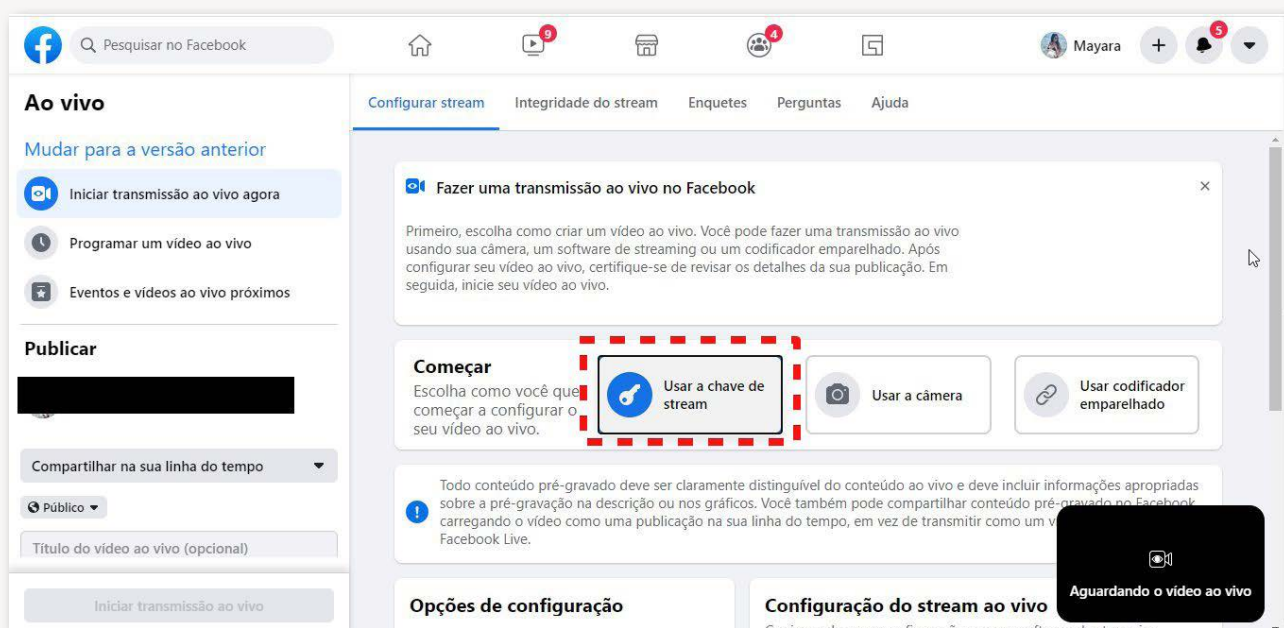 Pesquisar no Facebook
9
4
Mayara
5
Ao vivo
Mudar para a versão anterior
Iniciar transmissão ao vivo agora
Programar um vídeo ao vivo
Eventos e vídeos ao vivo próximos
Publicar
Compartilhar na sua linha do tempo
Público
Título do vídeo ao vivo (opcional)
Iniciar transmissão ao vivo
Configurar stream
Integridade do stream
Enquetes
Perguntas
Ajuda
Fazer uma transmissão ao vivo no Facebook
Primeiro, escolha como criar um vídeo ao vivo. Você pode fazer uma transmissão ao vivo
usando sua câmera, um software de streaming ou um codificador emparelhado. Após
configurar seu vídeo ao vivo, certifique-se de revisar os detalhes da sua publicação. Em
seguida, inicie seu vídeo ao vivo.
Começar
Escolha como você que
começar a configurar o
seu vídeo ao vivo.
Usar a chave de
stream
Usar a câmera
Usar codificador
emparelhado
Todo conteúdo pré-gravado deve ser claramente distinguível do conteúdo ao vivo e deve incluir informações apropriadas
sobre a pré-gravação na descrição ou nos gráficos. Você também pode compartilhar conteúdo pré-gravado no Facebook
carregando o vídeo como uma publicação na sua linha do tempo, em vez de transmitir como um v
Facebook Live.
Aguardando o vídeo ao vivo
Opções de configuração
Configuração do stream ao vivo